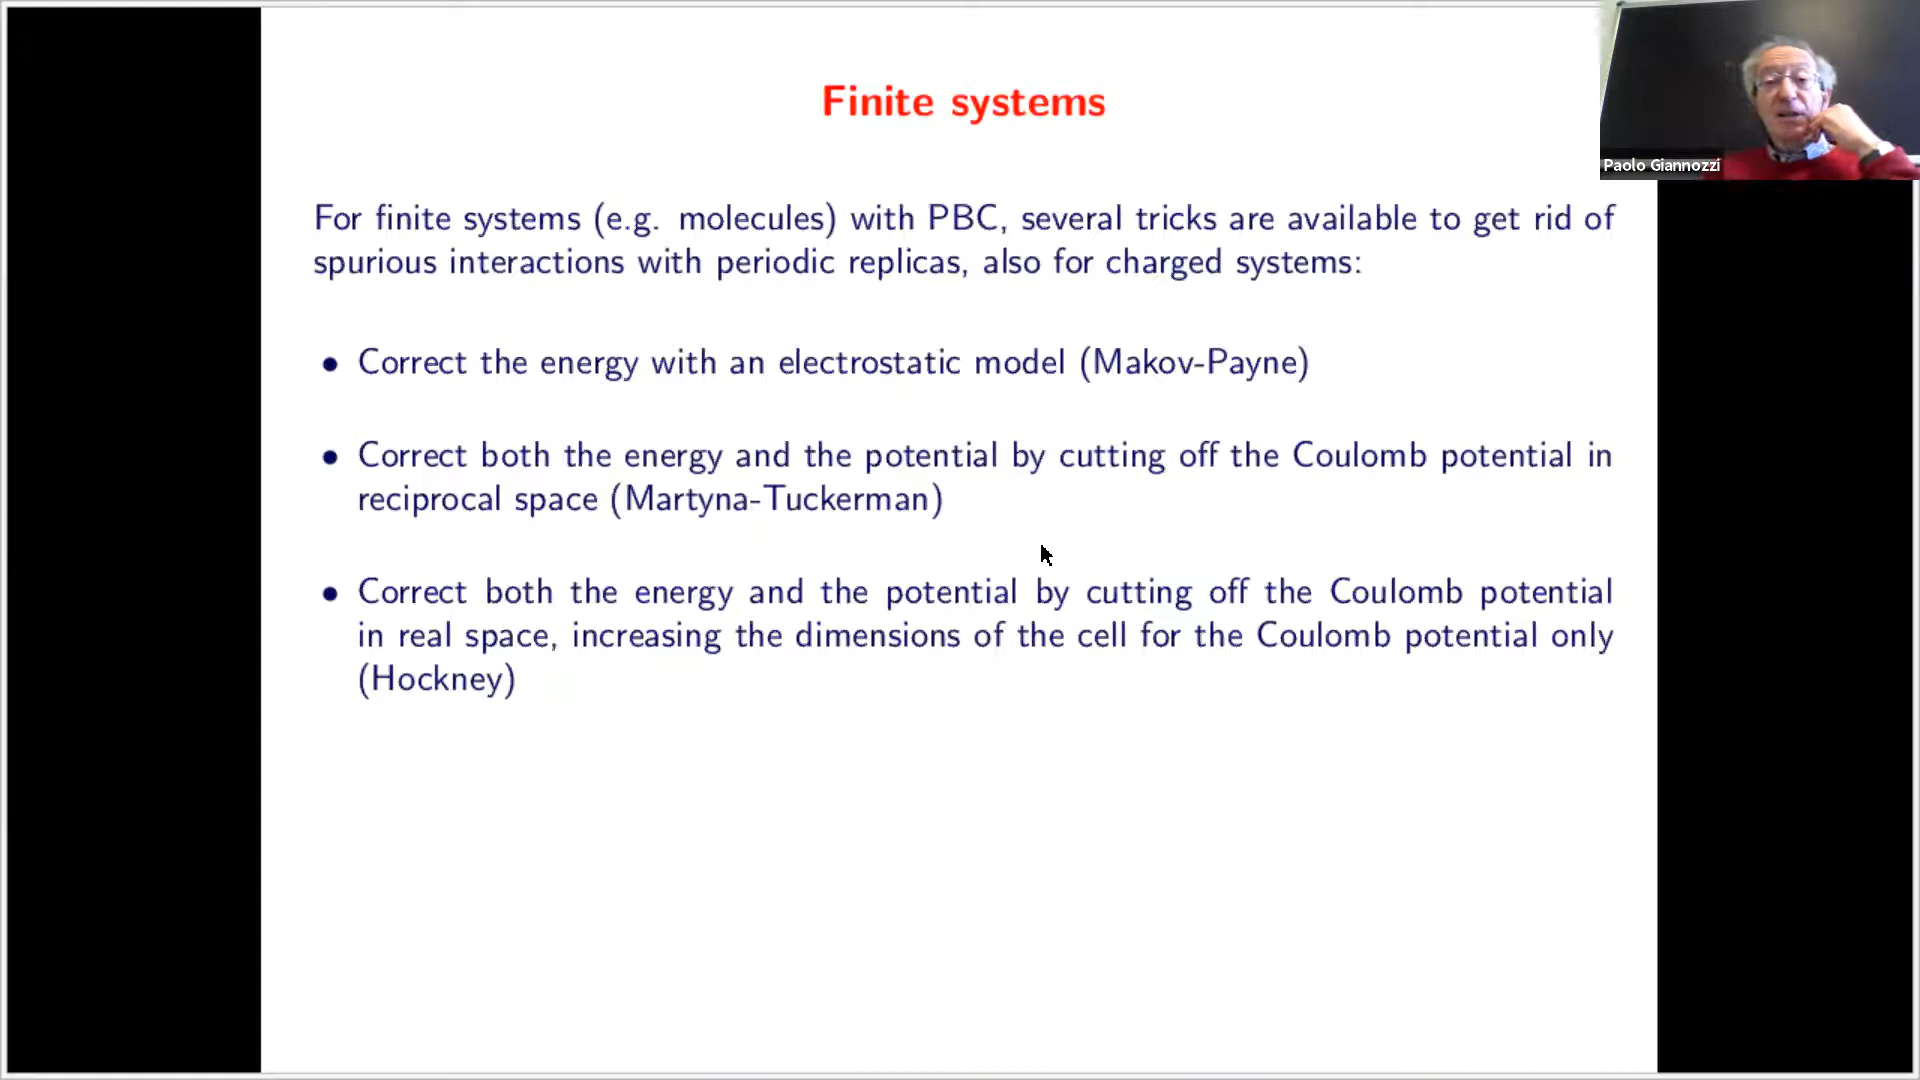 Finite systems
Paolo Giannozzi
For finite systems (e.g. molecules) with PBC, several tricks are available to get rid of
spurious interactions with periodic replicas, also for charged systems:
• Correct the energy with an electrostatic model (Makov-Payne)
• Correct both the energy and the potential by cutting off the Coulomb potential in
reciprocal space (Martyna-Tuckerman)
• Correct both the energy and the potential by cutting off the Coulomb potential
in real space, increasing the dimensions of the cell for the Coulomb potential only
(Hockney)